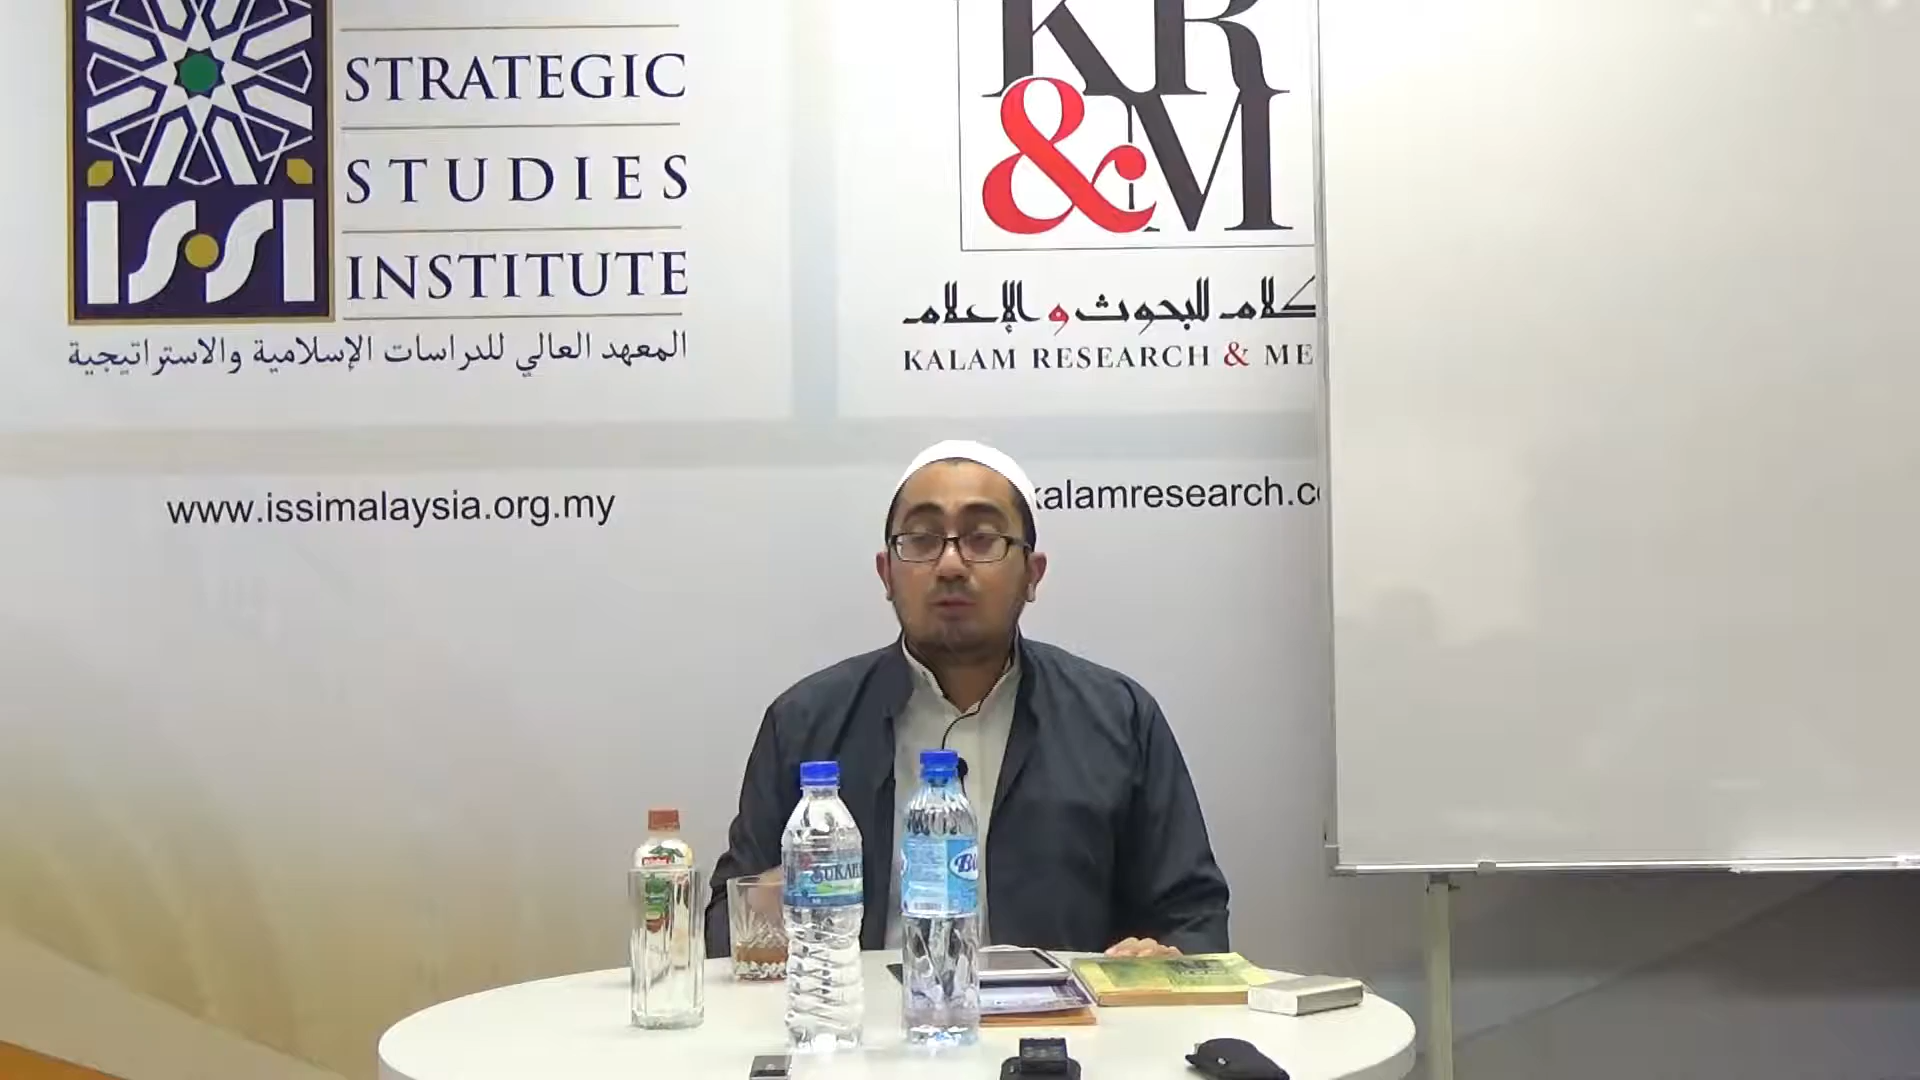 ISSI
STRATEGIC
STUDIES
INSTITUTE
المعهد العالي للدراسات الإسلامية والاستراتيجية
www.issimalaysia.org.my
KR
&M
كلام للبحوث والإعلام
KALAM RESEARCH & ME
kalamresearch.c